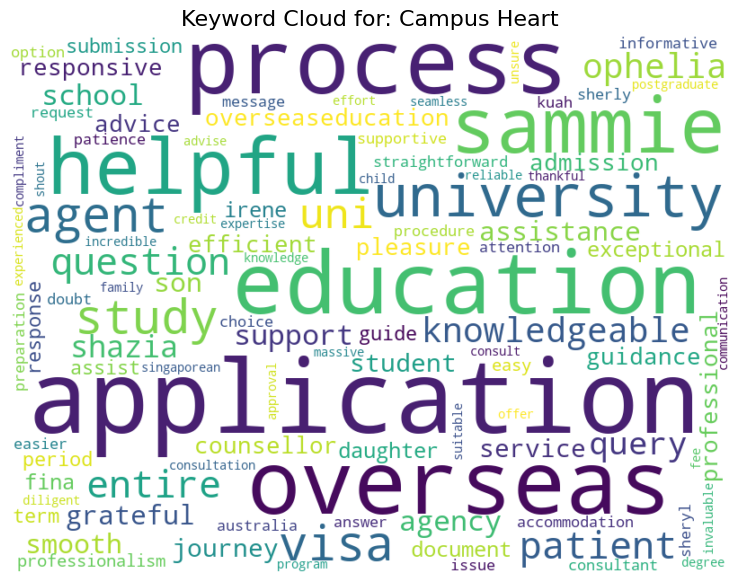 Keyword Cloud for: Campus Heart
option
submission
process
unsure
informative
responsive
ophelia
postgraduate
school
message
effort
seamless
kuah
sherly
request
advice
overseaseducation
sammie
patience
advise
supportive
straightforward
admission
compliment
shout
helpful
child
reliable
thankful
university
agent
credit
irene
uni
expertise
procedure
assistance
experienced
incredible
efficient
pleasure
attention
exceptional
question
knowledge
education
doubt
family
son
response
preparation
study
choice
support
guide
knowledgeable
communication
shazia
massive
consult
student
guidance
assist
singaporean
approval
easy
professional
application
offer
suitable
easier
counsellor
daughter
service
query
period
consultation
fee
fina
entire
overseas
diligent
term
grateful
australia
answer
agency
accommodation
invaluable
sheryl
smooth
journey
visa
document
patient
professionalism
program
issue
consultant
degree